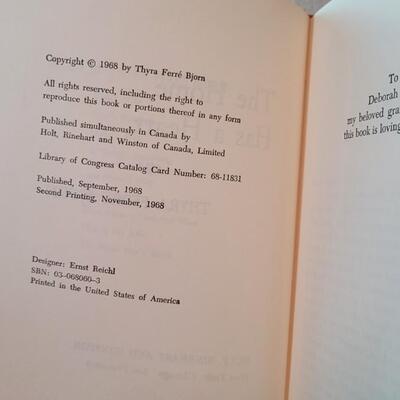 Copyright © 1968 by Thyra Ferré Bjorn
All rights reserved, including the right to
reproduce this book or portions thereof in any form
Published simultaneously in Canada by
Holt, Rinehart and Winston of Canada, Limited
Library of Congress Catalog Card Number: 68-11831
Published, September, 1968
Second Printing, November, 1968
Designer: Ernst Reichl
SBN: 03-068060-3
Printed in the United States of America
To
Deborah
my beloved gra
this book is loving